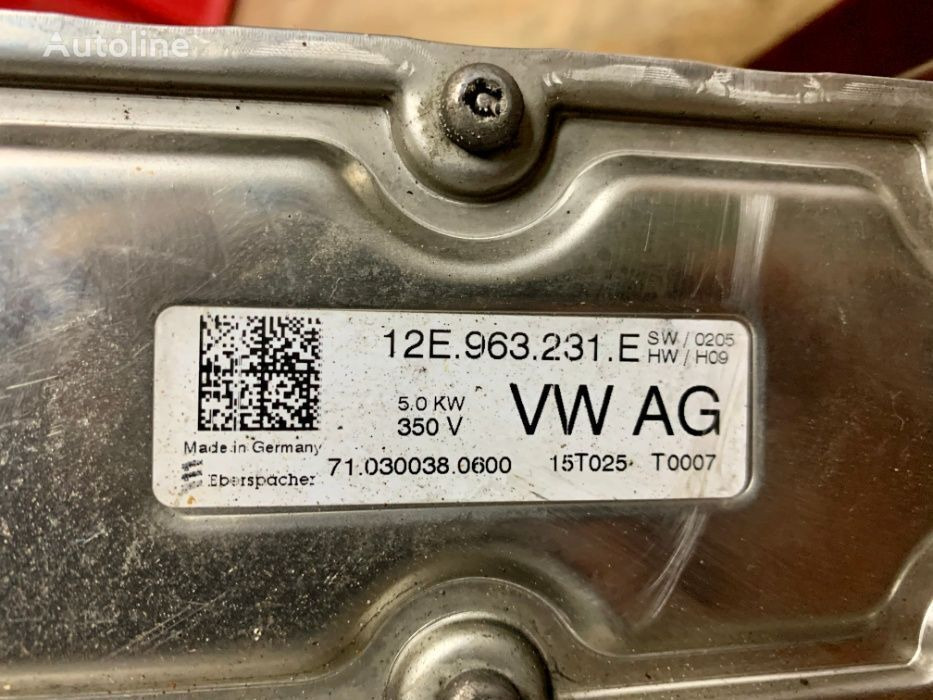 Autoline
12E.963.231.E SW / 0205
HW / H09
5.0 KW
350 V
VW AG
Made in Germany
Eberspächer
71.030038.0600 15T025 T0007